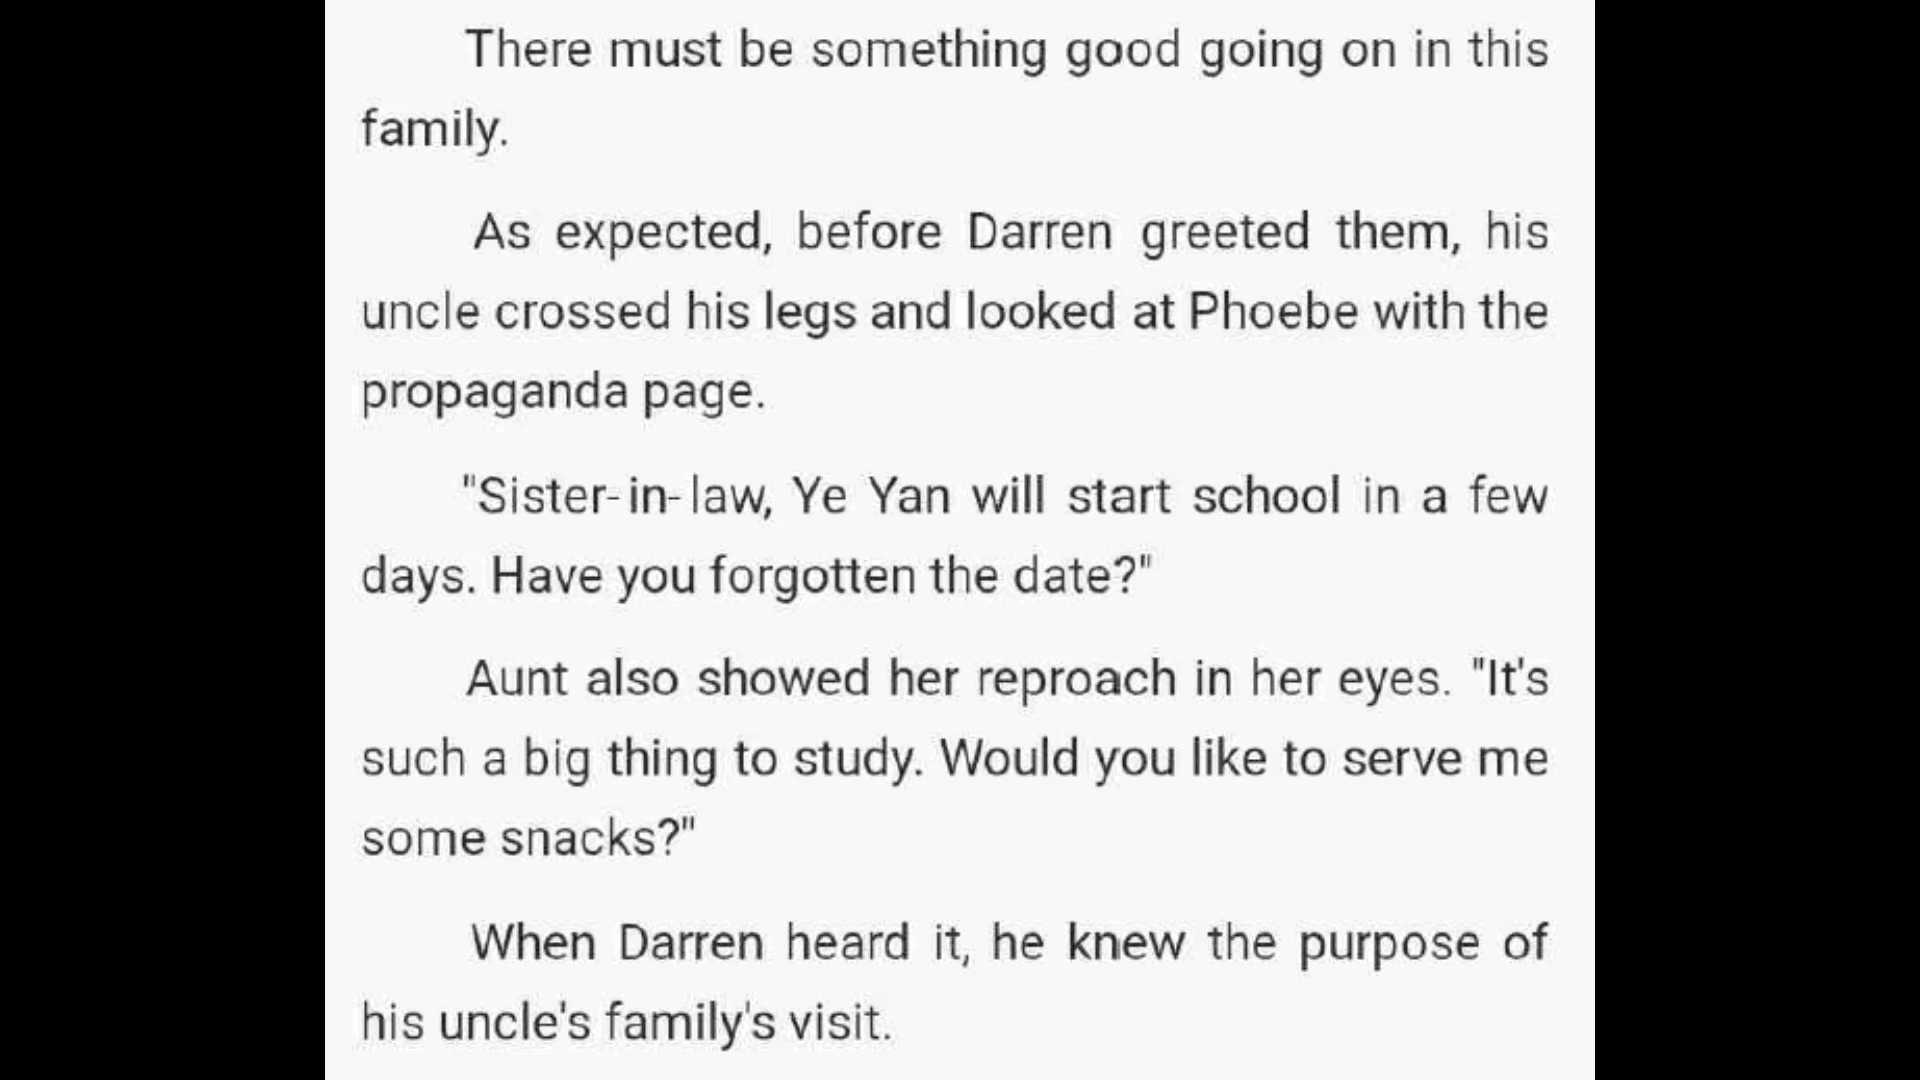 There must be something good going on in this
family.
As expected, before Darren greeted them, his
uncle crossed his legs and looked at Phoebe with the
propaganda page.
"Sister-in-law, Ye Yan will start school in a few
days. Have you forgotten the date?"
Aunt also showed her reproach in her eyes. "It's
such a big thing to study. Would you like to serve me
some snacks?"
When Darren heard it, he knew the purpose of
his uncle's family's visit.